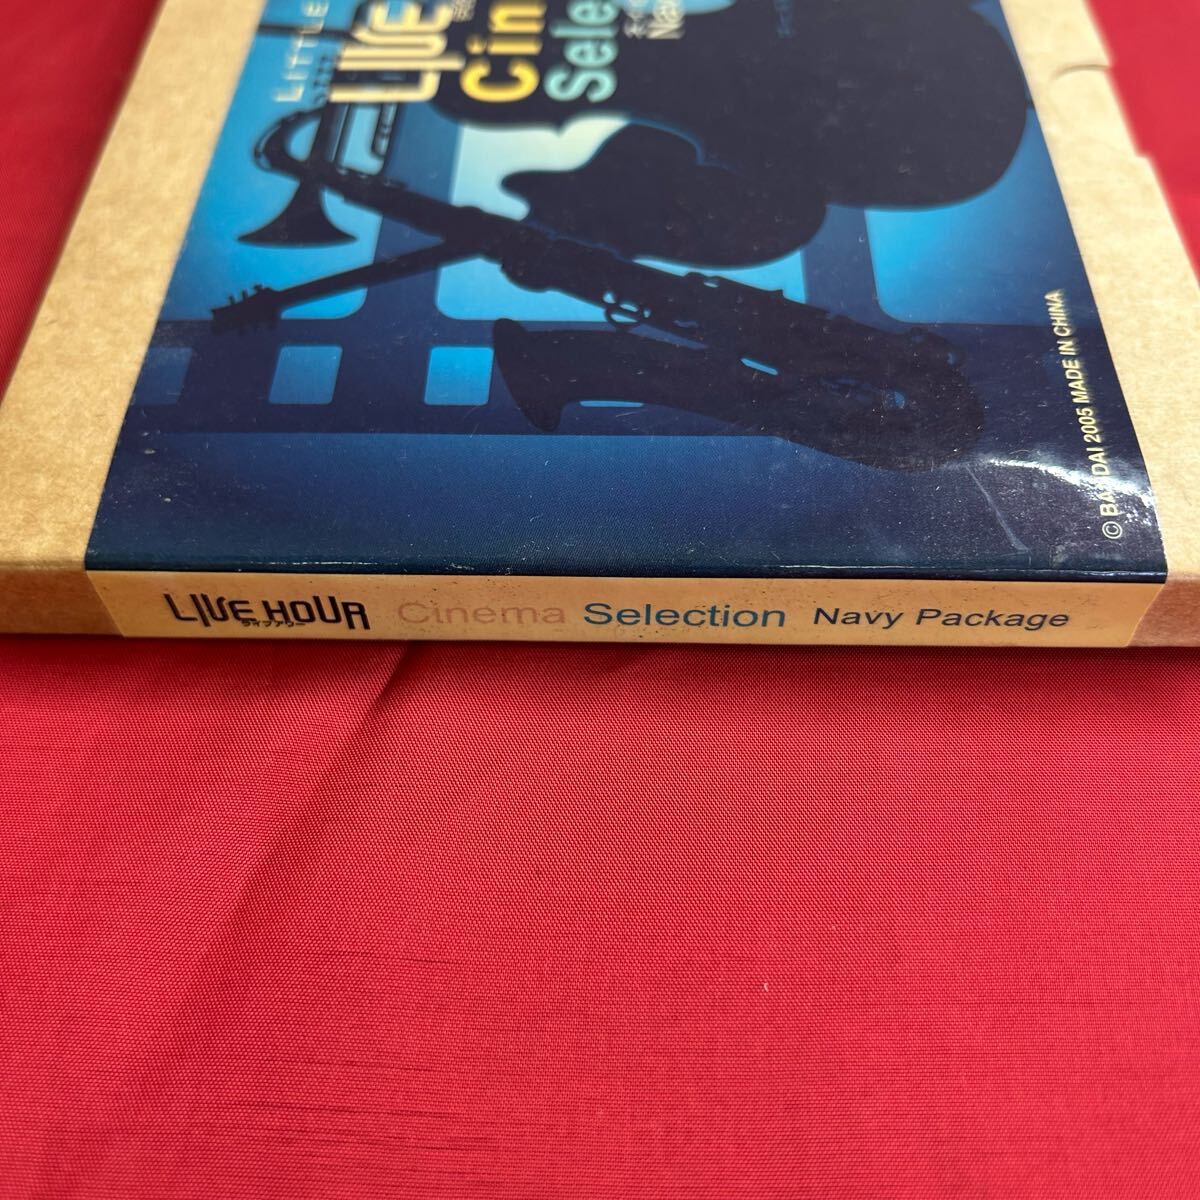 LITTLE
LIVE
Cin
Sele
Nav
© BANDAI 2005 MADE IN CHINA
LIVE HOUR Cinema Selection Navy Package
ライブアワー